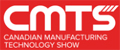 CMTS
CANADIAN MANUFACTURING
TECHNOLOGY SHOW